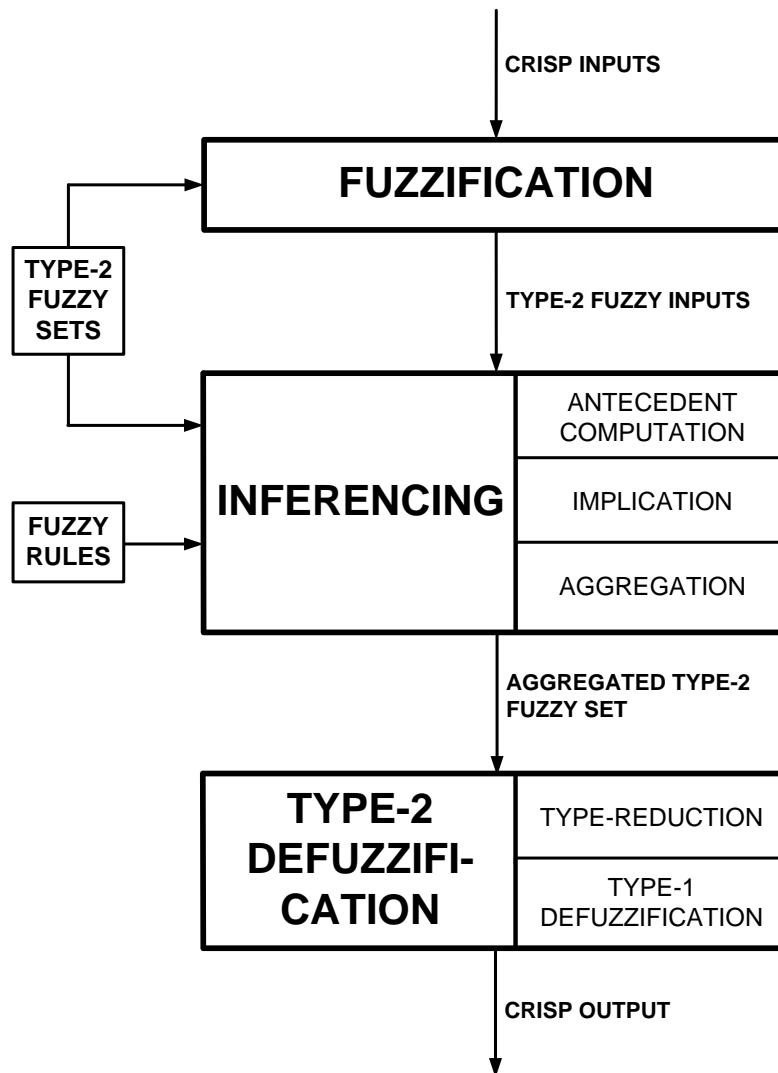 CRISP INPUTS
FUZZIFICATION
TYPE-2
FUZZY
SETS
TYPE-2 FUZZY INPUTS
INFERENCING
ANTECEDENT
COMPUTATION
IMPLICATION
AGGREGATION
FUZZY
RULES
AGGREGATED TYPE-2
FUZZY SET
TYPE-2
DEFUZZIFI-
CATION
TYPE-REDUCTION
TYPE-1
DEFUZZIFICATION
CRISP OUTPUT